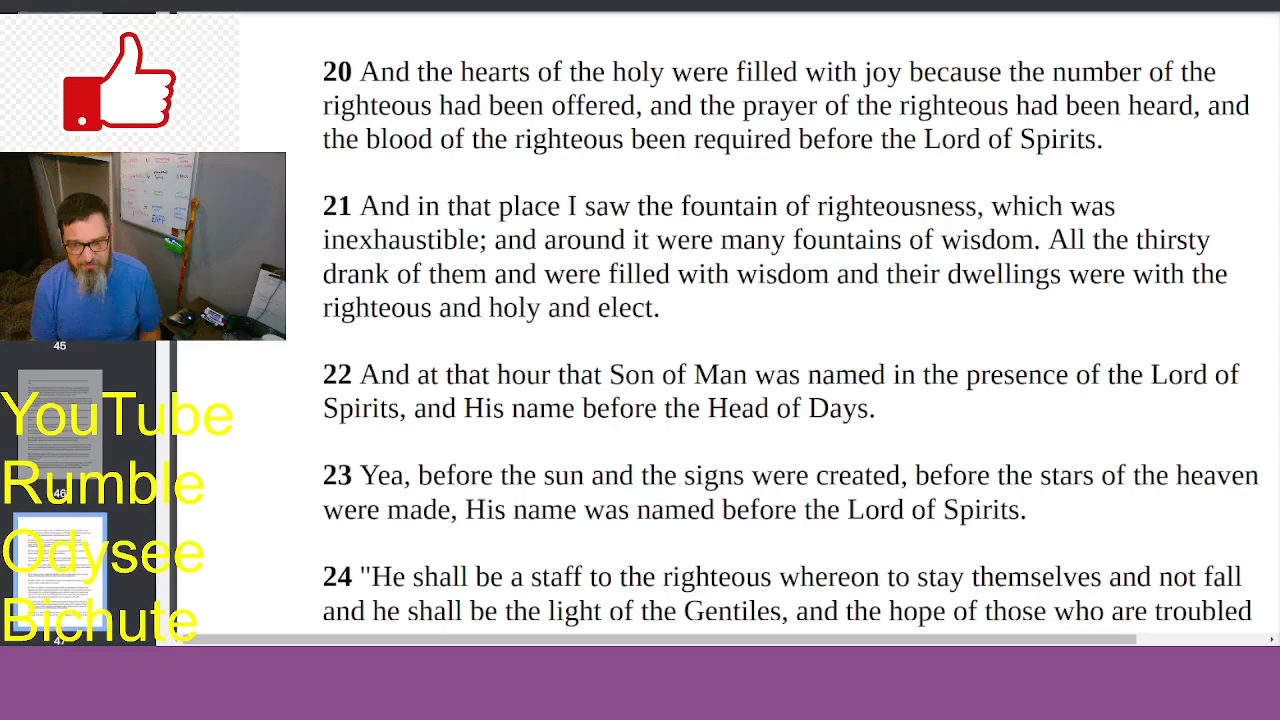 20 And the hearts of the holy were filled with joy because the number of the
righteous had been offered, and the prayer of the righteous had been heard, and
the blood of the righteous been required before the Lord of Spirits.
21 And in that place I saw the fountain of righteousness, which was
inexhaustible; and around it were many fountains of wisdom. All the thirsty
drank of them and were filled with wisdom and their dwellings were with the
righteous and holy and elect.
22 And at that hour that Son of Man was named in the presence of the Lord of
Spirits, and His name before the Head of Days.
23 Yea, before the sun and the signs were created, before the stars of the heaven
were made, His name was named before the Lord of Spirits.
24 "He shall be a staff to the righteous whereon to stay themselves and not fall
and he shall be the light of the Gentiles, and the hope of those who are troubled
45
YouTube
Rumble
46
Odysee
Bichute
47